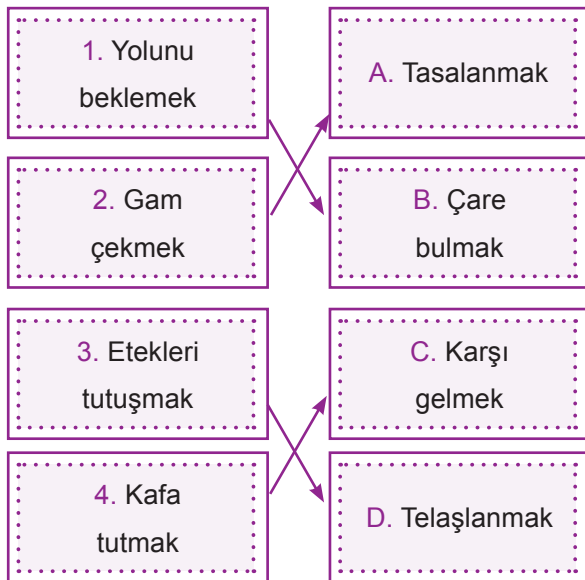 1. Yolunu
beklemek
A. Tasalanmak
2. Gam
çekmek
B. Çare
bulmak
3. Etekleri
tutuşmak
C. Karşı
gelmek
4. Kafa
tutmak
D. Telaşlanmak